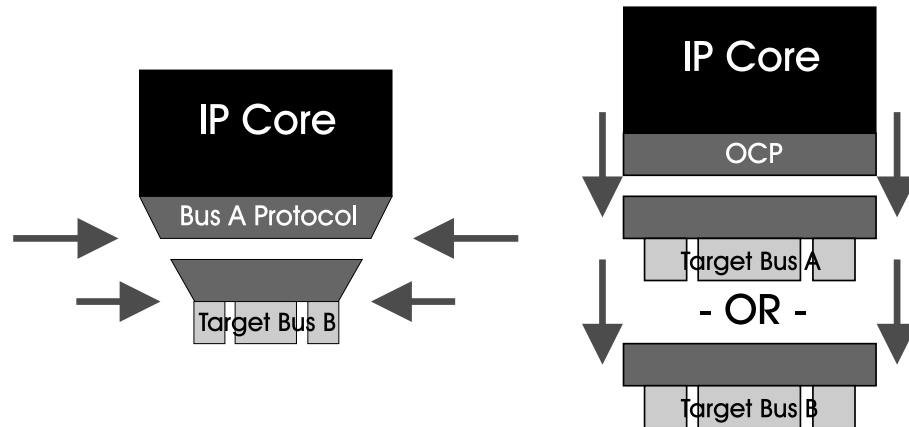 IP Core
Bus A Protocol
Target Bus B
IP Core
OCP
Target Bus A
- OR -
Target Bus B